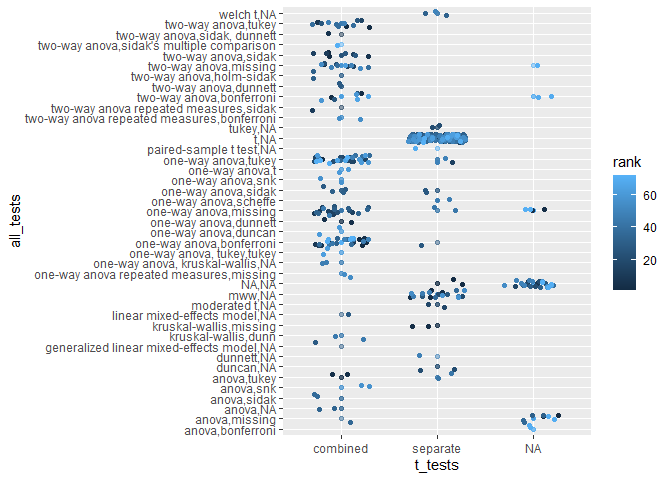 welch t,NA
two-way anova,tukey
two-way anova,sidak, dunnett
two-way anova,sidak's multiple comparison
two-way anova,sidak
two-way anova,missing
two-way anova,holm-sidak
two-way anova,dunnett
two-way anova,bonferroni
two-way anova repeated measures,sidak
two-way anova repeated measures,bonferroni
tukey,NA
t,NA
paired-sample t test,NA
one-way anova,tukey
one-way anova,t
one-way anova,snk
one-way anova,sidak
one-way anova,scheffe
one-way anova,missing
one-way anova,dunnett
one-way anova,duncan
one-way anova,bonferroni
one-way anova, tukey,tukey
one-way anova, kruskal-wallis,NA
one-way anova repeated measures,missing
NA,NA
mww,NA
moderated t,NA
linear mixed-effects model,NA
kruskal-wallis,missing
kruskal-wallis,dunn
generalized linear mixed-effects model,NA
dunnett,NA
duncan,NA
anova,tukey
anova,snk
anova,sidak
anova,NA
anova,missing
anova,bonferroni
all_tests
combined
separate
NA
t_tests
rank
60
40
20